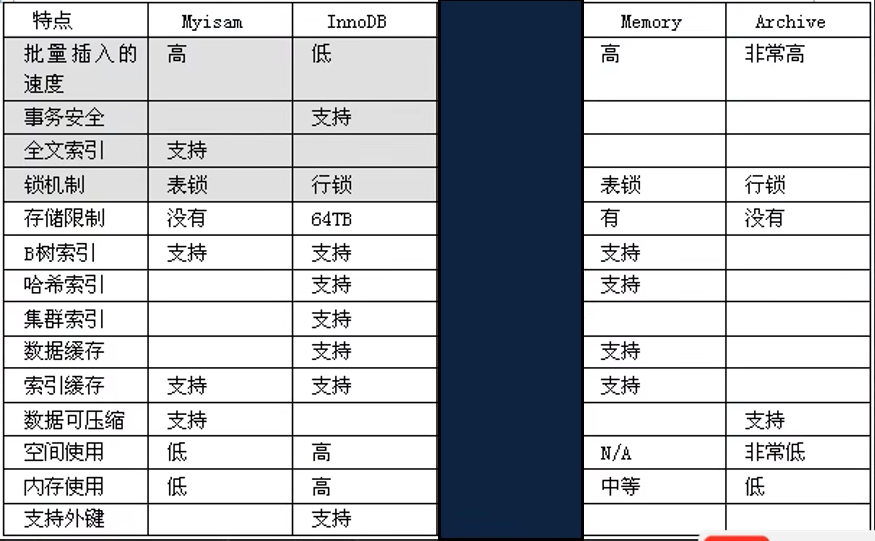 特点 Myisam InnoDB Memory Archive
批量插入的 高 低 高 非常高
速度
事务安全 支持
全文索引 支持
锁机制 表锁 行锁 表锁 行锁
存储限制 没有 64TB 有 没有
B树索引 支持 支持 支持
哈希索引 支持 支持
集群索引 支持
数据缓存 支持 支持
索引缓存 支持 支持 支持
数据可压缩 支持 支持
空间使用 低 高 N/A 非常低
内存使用 低 高 中等 低
支持外键 支持